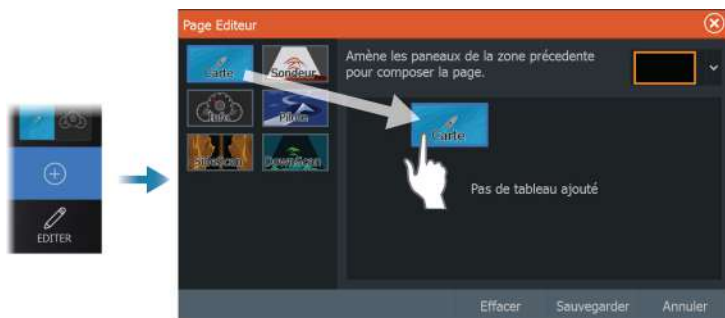 Page Editeur
Carte
Sondeur
Info
Pilote
SideScan
DownScan
Amène les paneaux de la zone précedente
pour composer la page.
Carte
Pas de tableau ajouté
EDITER
Effacer
Sauvegarder
Annuler